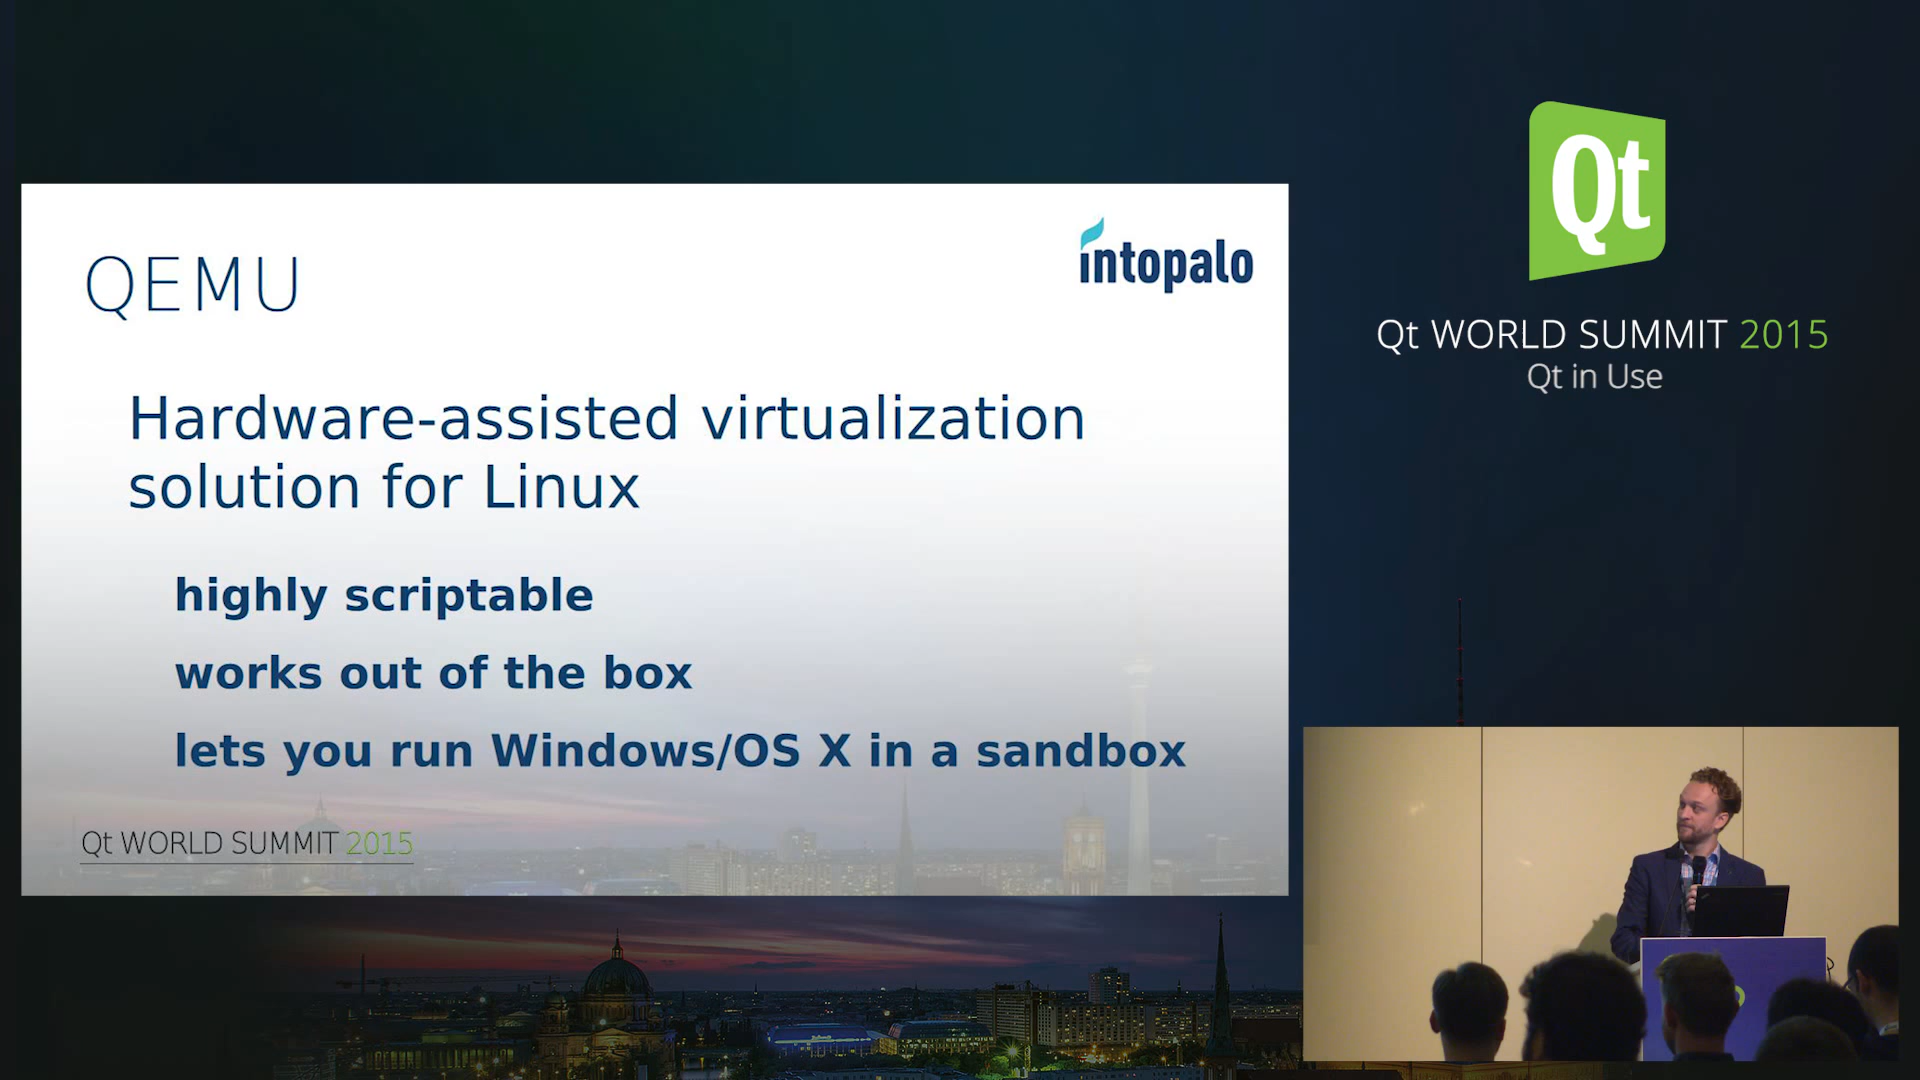 QEMU
intopalo
Hardware-assisted virtualization
solution for Linux
highly scriptable
works out of the box
lets you run Windows/OS X in a sandbox
Qt WORLD SUMMIT 2015
Qt
Qt WORLD SUMMIT 2015
Qt in Use